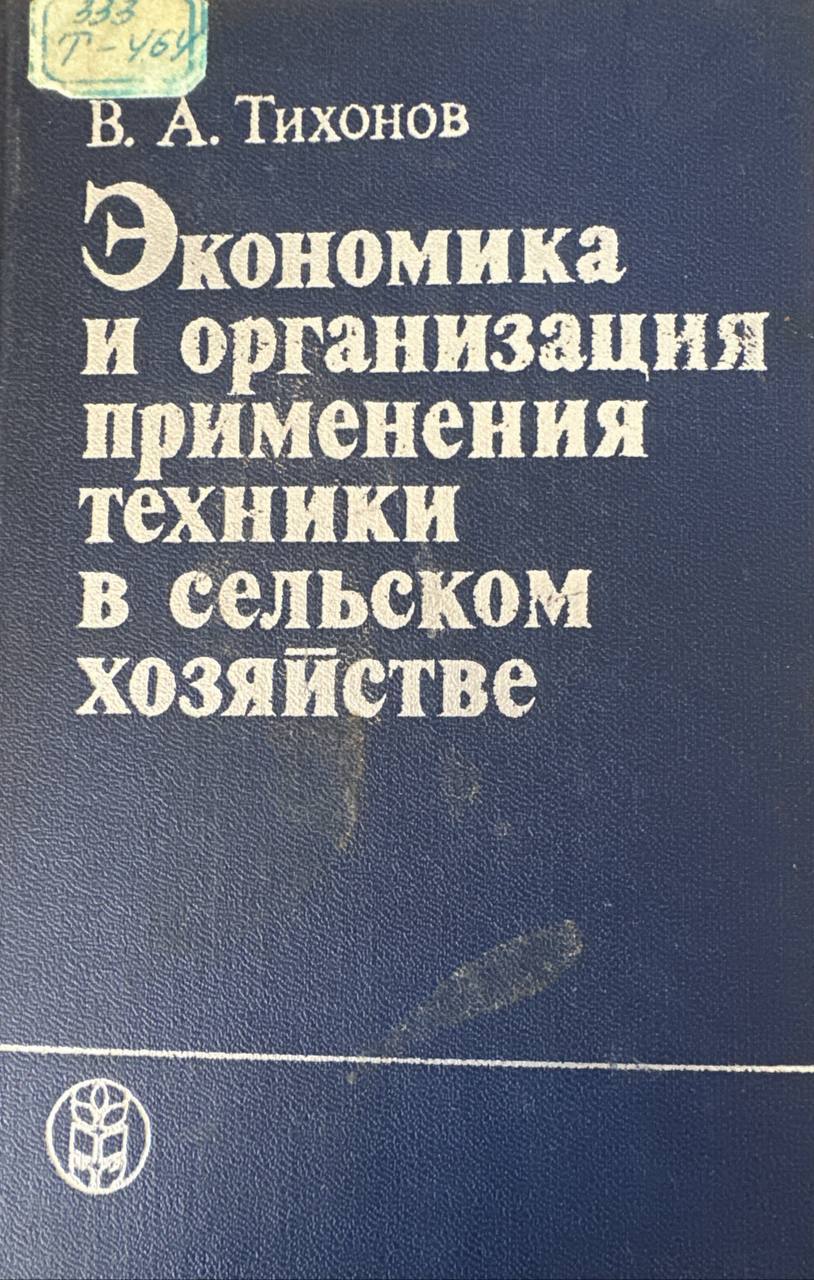 333
Т-464
В. А. Тихонов
Экономика
и организация
применения
техники
в сельском
хозяйстве